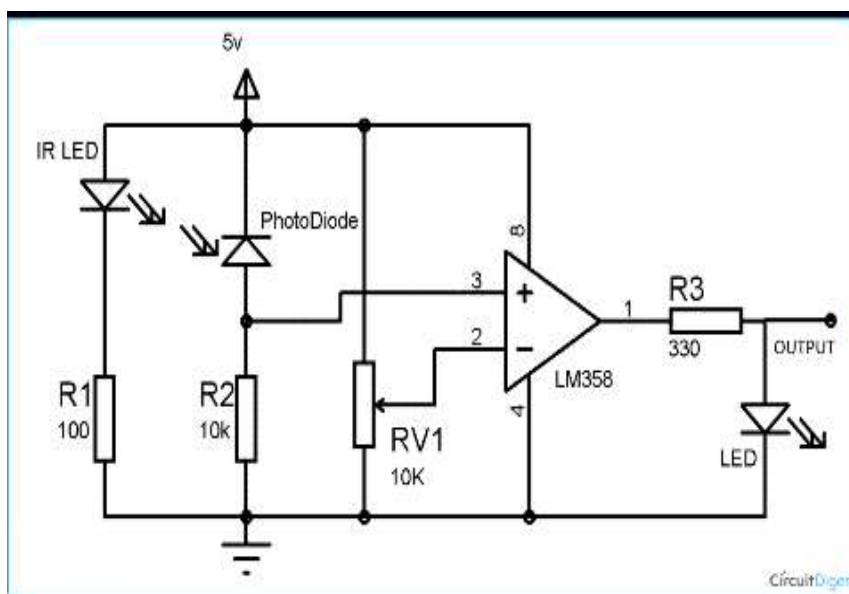 5v
IR LED
PhotoDiode
8
3
+
2
-
1
4
LM358
R3
330
OUTPUT
R1
100
R2
10k
RV1
10K
LED
CircuitDiges